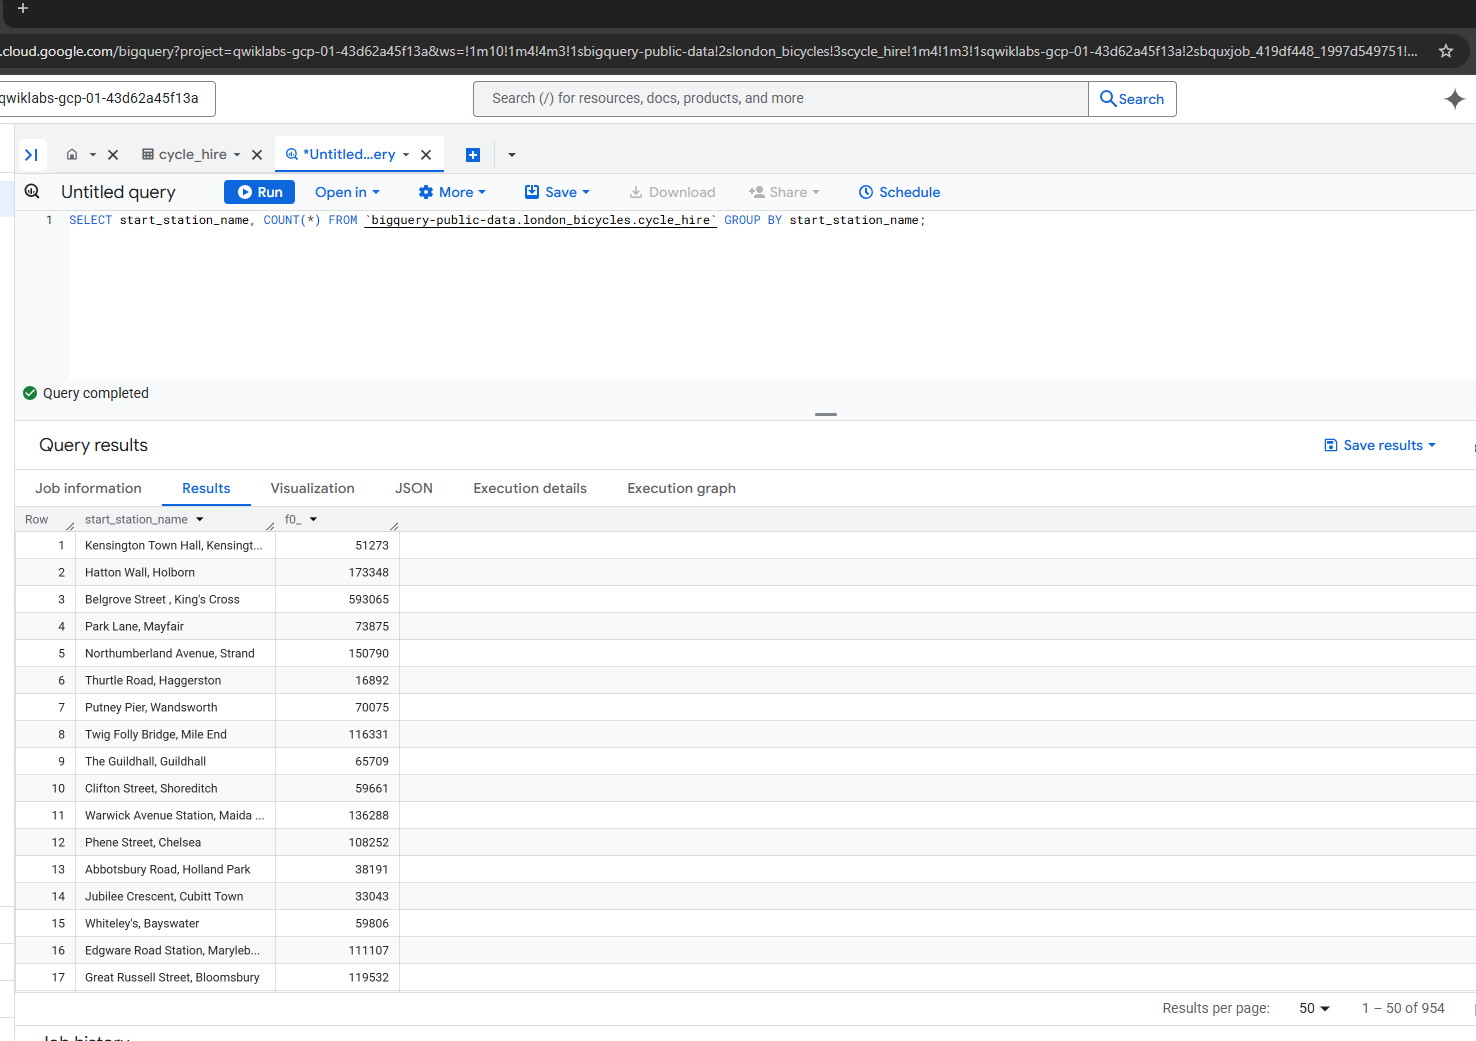 .cloud.google.com/bigquery?project=qwiklabs-gcp-01-43d62a45f13a&ws=!1m10!1m4!4m3!1sbigquery-public-data!2slondon_bicycles!3scycle_hire!1m4!1m3!1sqwiklabs-gcp-01-43d62a45f13a!2sbquxjob_419df448_1997d549751!...
qwiklabs-gcp-01-43d62a45f13a
Search (/) for resources, docs, products, and more
Search
cycle_hire
*Untitled...ery
Untitled query
Run
Open in
More
Save
Download
Share
Schedule
1 SELECT start_station_name, COUNT(*) FROM `bigquery-public-data.london_bicycles.cycle_hire` GROUP BY start_station_name;
Query completed
Query results
Save results
Job information
Results
Visualization
JSON
Execution details
Execution graph
Row start_station_name f0_
1 Kensington Town Hall, Kensingt... 51273
2 Hatton Wall, Holborn 173348
3 Belgrove Street , King's Cross 593065
4 Park Lane, Mayfair 73875
5 Northumberland Avenue, Strand 150790
6 Thurtle Road, Haggerston 16892
7 Putney Pier, Wandsworth 70075
8 Twig Folly Bridge, Mile End 116331
9 The Guildhall, Guildhall 65709
10 Clifton Street, Shoreditch 59661
11 Warwick Avenue Station, Maida ... 136288
12 Phene Street, Chelsea 108252
13 Abbotsbury Road, Holland Park 38191
14 Jubilee Crescent, Cubitt Town 33043
15 Whiteley's, Bayswater 59806
16 Edgware Road Station, Maryleb... 111107
17 Great Russell Street, Bloomsbury 119532
Results per page: 50 1 – 50 of 954
Job history